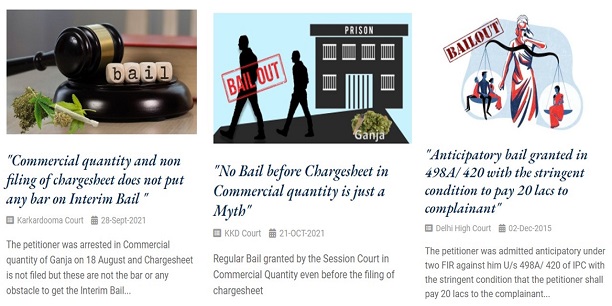 bail
"Commercial quantity and non
filing of chargesheet does not put
any bar on Interim Bail "
Karkardooma Court 28-Sept-2021
The petitioner was arrested in Commercial
quantity of Ganja on 18 August and Chargesheet
is not filed but these are not the bar or any
obstacle to get the Interim Bail...
PRISON
BAIL OUT
Ganja
"No Bail before Chargesheet in
Commercial quantity is just a
Myth"
KKD Court 21-OCT-2021
Regular Bail granted by the Session Court in
Commercial Quantity even before the filing of
chargesheet
BAILOUT
"Anticipatory bail granted in
498A/ 420 with the stringent
condition to pay 20 lacs to
complainant"
Delhi High Court 02-Dec-2015
The petitioner was admitted anticipatory under
two FIR against him U/s 498A/ 420 of IPC with
the stringent condition that the petitioner shall
pay 20 lacs to the complainant...